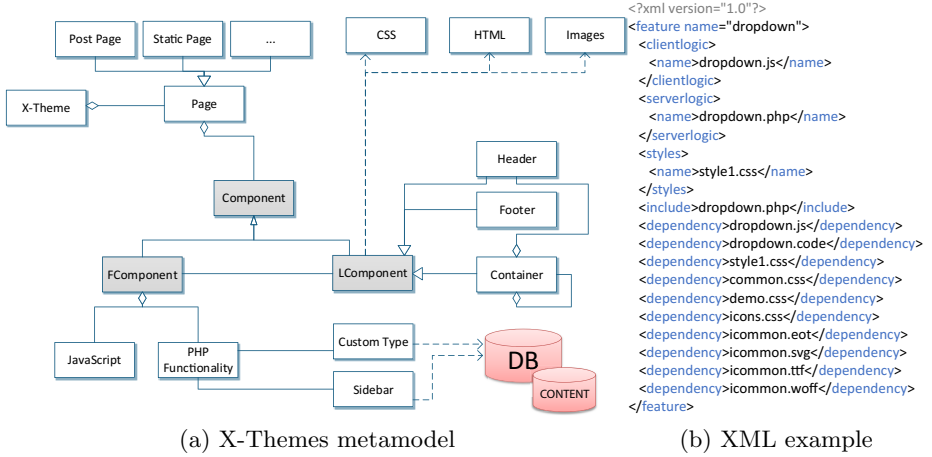 Post Page
Static Page
...
CSS
HTML
Images
X-Theme
Page
Header
Component
Footer
FComponent
LComponent
Container
JavaScript
PHP
Functionality
Custom Type
Sidebar
DB
CONTENT
(a) X-Themes metamodel
<?xml version="1.0"?>
<feature name="dropdown">
<clientlogic>
<name>dropdown.js</name>
</clientlogic>
<serverlogic>
<name>dropdown.php</name>
</serverlogic>
<styles>
<name>style1.css</name>
</styles>
<include>dropdown.php</include>
<dependency>dropdown.js</dependency>
<dependency>dropdown.code</dependency>
<dependency>style1.css</dependency>
<dependency>common.css</dependency>
<dependency>demo.css</dependency>
<dependency>icons.css</dependency>
<dependency>icommon.eot</dependency>
<dependency>icommon.svg</dependency>
<dependency>icommon.ttf</dependency>
<dependency>icommon.woff</dependency>
</feature>
(b) XML example